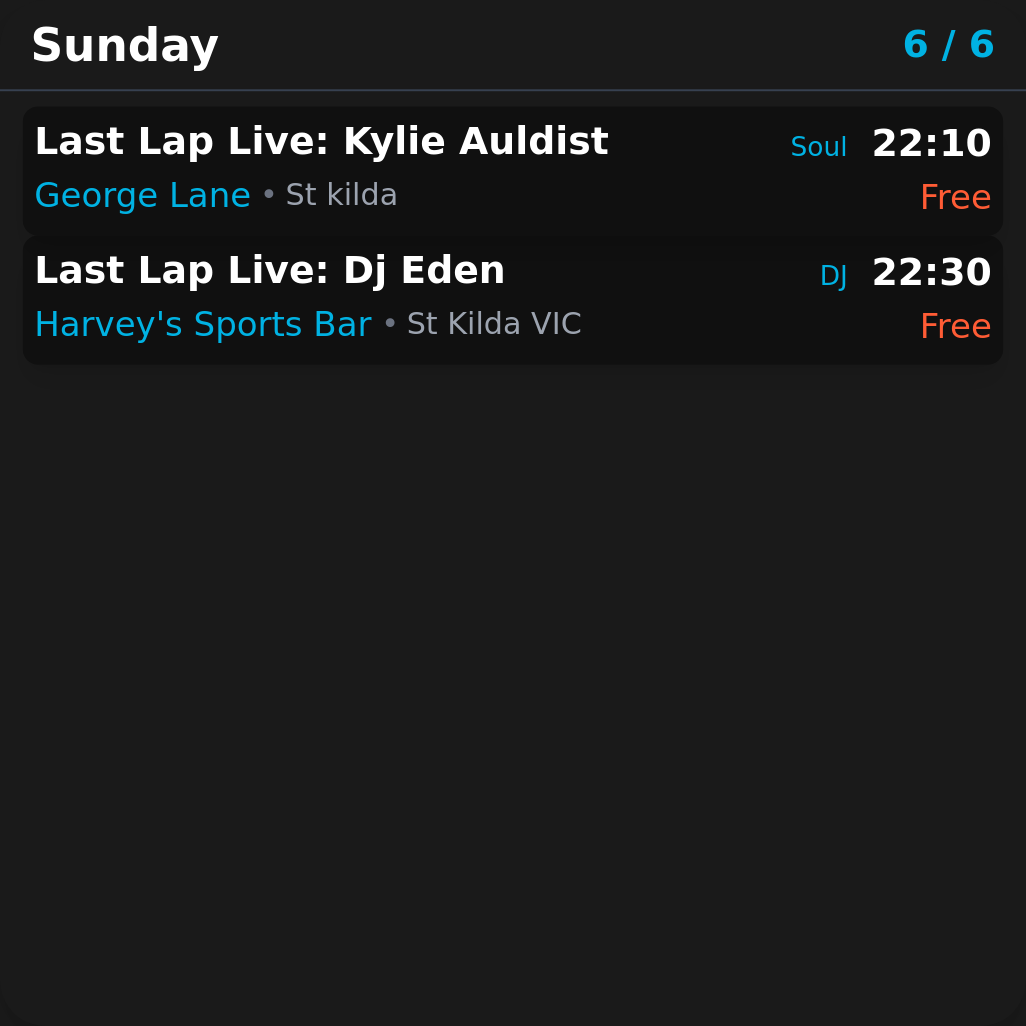 Sunday 6 / 6
Last Lap Live: Kylie Auldist Soul 22:10
George Lane • St kilda Free
Last Lap Live: Dj Eden DJ 22:30
Harvey's Sports Bar • St Kilda VIC Free